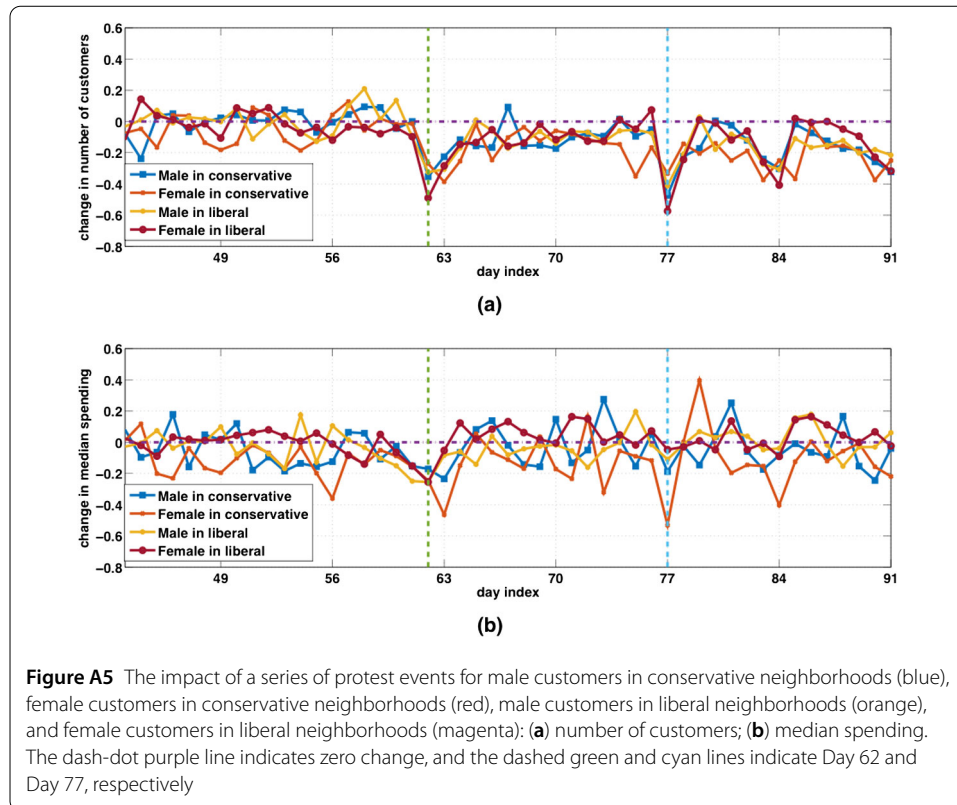 0.6
0.4
0.2
0
−0.2
−0.4
−0.6
−0.8
change in number of customers
Male in conservative
Female in conservative
Male in liberal
Female in liberal
49 56 63 70 77 84 91
day index
(a)
0.6
0.4
0.2
0
−0.2
−0.4
−0.6
−0.8
change in median spending
Male in conservative
Female in conservative
Male in liberal
Female in liberal
49 56 63 70 77 84 91
day index
(b)
Figure A5 The impact of a series of protest events for male customers in conservative neighborhoods (blue),
female customers in conservative neighborhoods (red), male customers in liberal neighborhoods (orange),
and female customers in liberal neighborhoods (magenta): (a) number of customers; (b) median spending.
The dash-dot purple line indicates zero change, and the dashed green and cyan lines indicate Day 62 and
Day 77, respectively